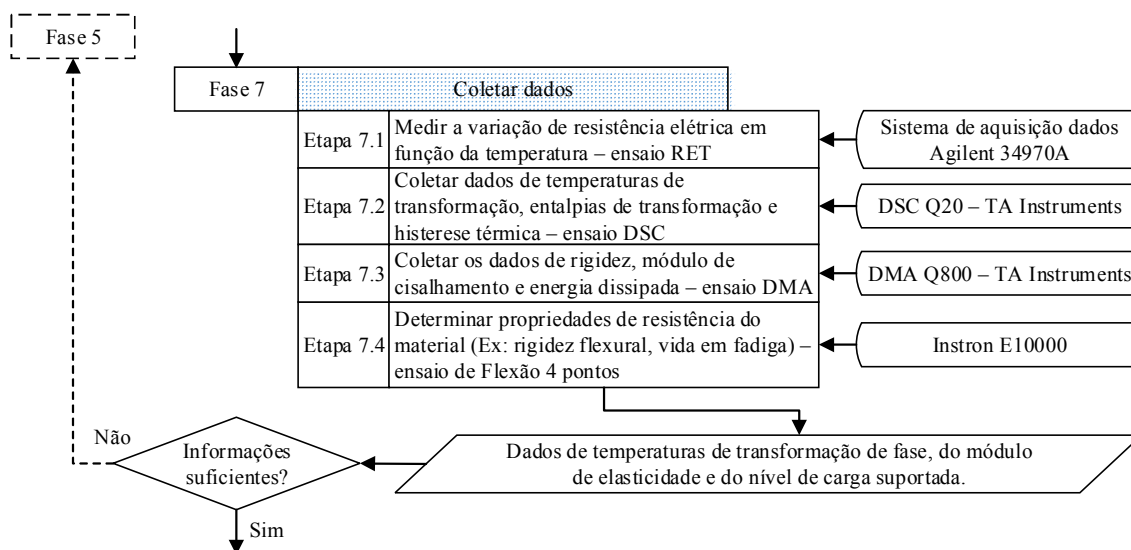 Fase 5
Fase 7
Coletar dados
Etapa 7.1
Medir a variação de resistência elétrica em
função da temperatura – ensaio RET
Sistema de aquisição dados
Agilent 34970A
Etapa 7.2
Coletar dados de temperaturas de
transformação, entalpias de transformação e
histerese térmica – ensaio DSC
DSC Q20 – TA Instruments
Etapa 7.3
Coletar os dados de rigidez, módulo de
cisalhamento e energia dissipada – ensaio DMA
DMA Q800 – TA Instruments
Etapa 7.4
Determinar propriedades de resistência do
material (Ex: rigidez flexural, vida em fadiga) –
ensaio de Flexão 4 pontos
Instron E10000
Não
Informações
suficientes?
Dados de temperaturas de transformação de fase, do módulo
de elasticidade e do nível de carga suportada.
Sim